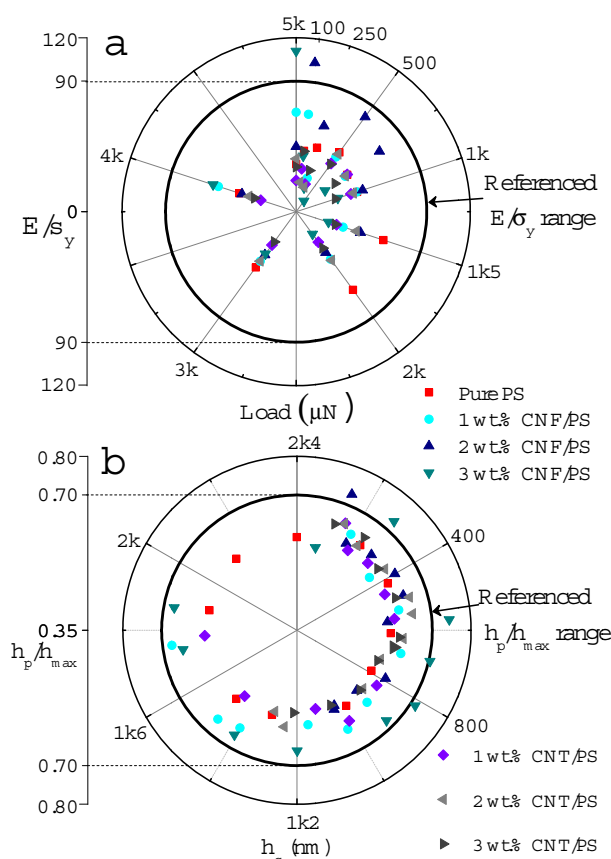 a
120
90
0
90
120
E/s_y
5k
100
250
500
1k
1k5
2k
3k
4k
Referenced
E/σ_y range
Load (µN)
Pure PS
1 wt.% CNF/PS
2 wt.% CNF/PS
3 wt.% CNF/PS
b
0.80
0.70
0.35
0.70
0.80
h_p/h_max
2k4
400
800
1k2
1k6
2k
Referenced
h_p/h_max range
1 wt.% CNT/PS
2 wt.% CNT/PS
3 wt.% CNT/PS
(nm)